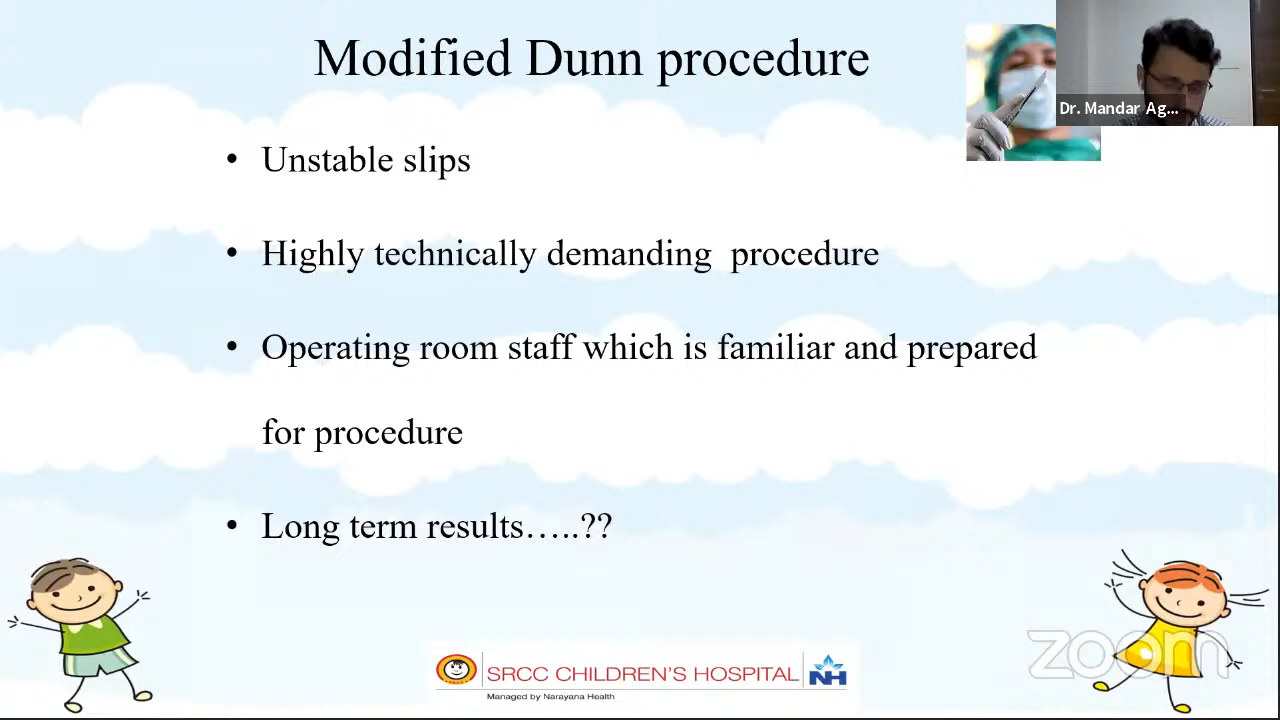 Modified Dunn procedure
Dr. Mandar Ag...
• Unstable slips
• Highly technically demanding  procedure
• Operating room staff which is familiar and prepared
for procedure
• Long term results…..??
SRCC CHILDREN'S HOSPITAL
NH
Managed by Narayana Health
zoom